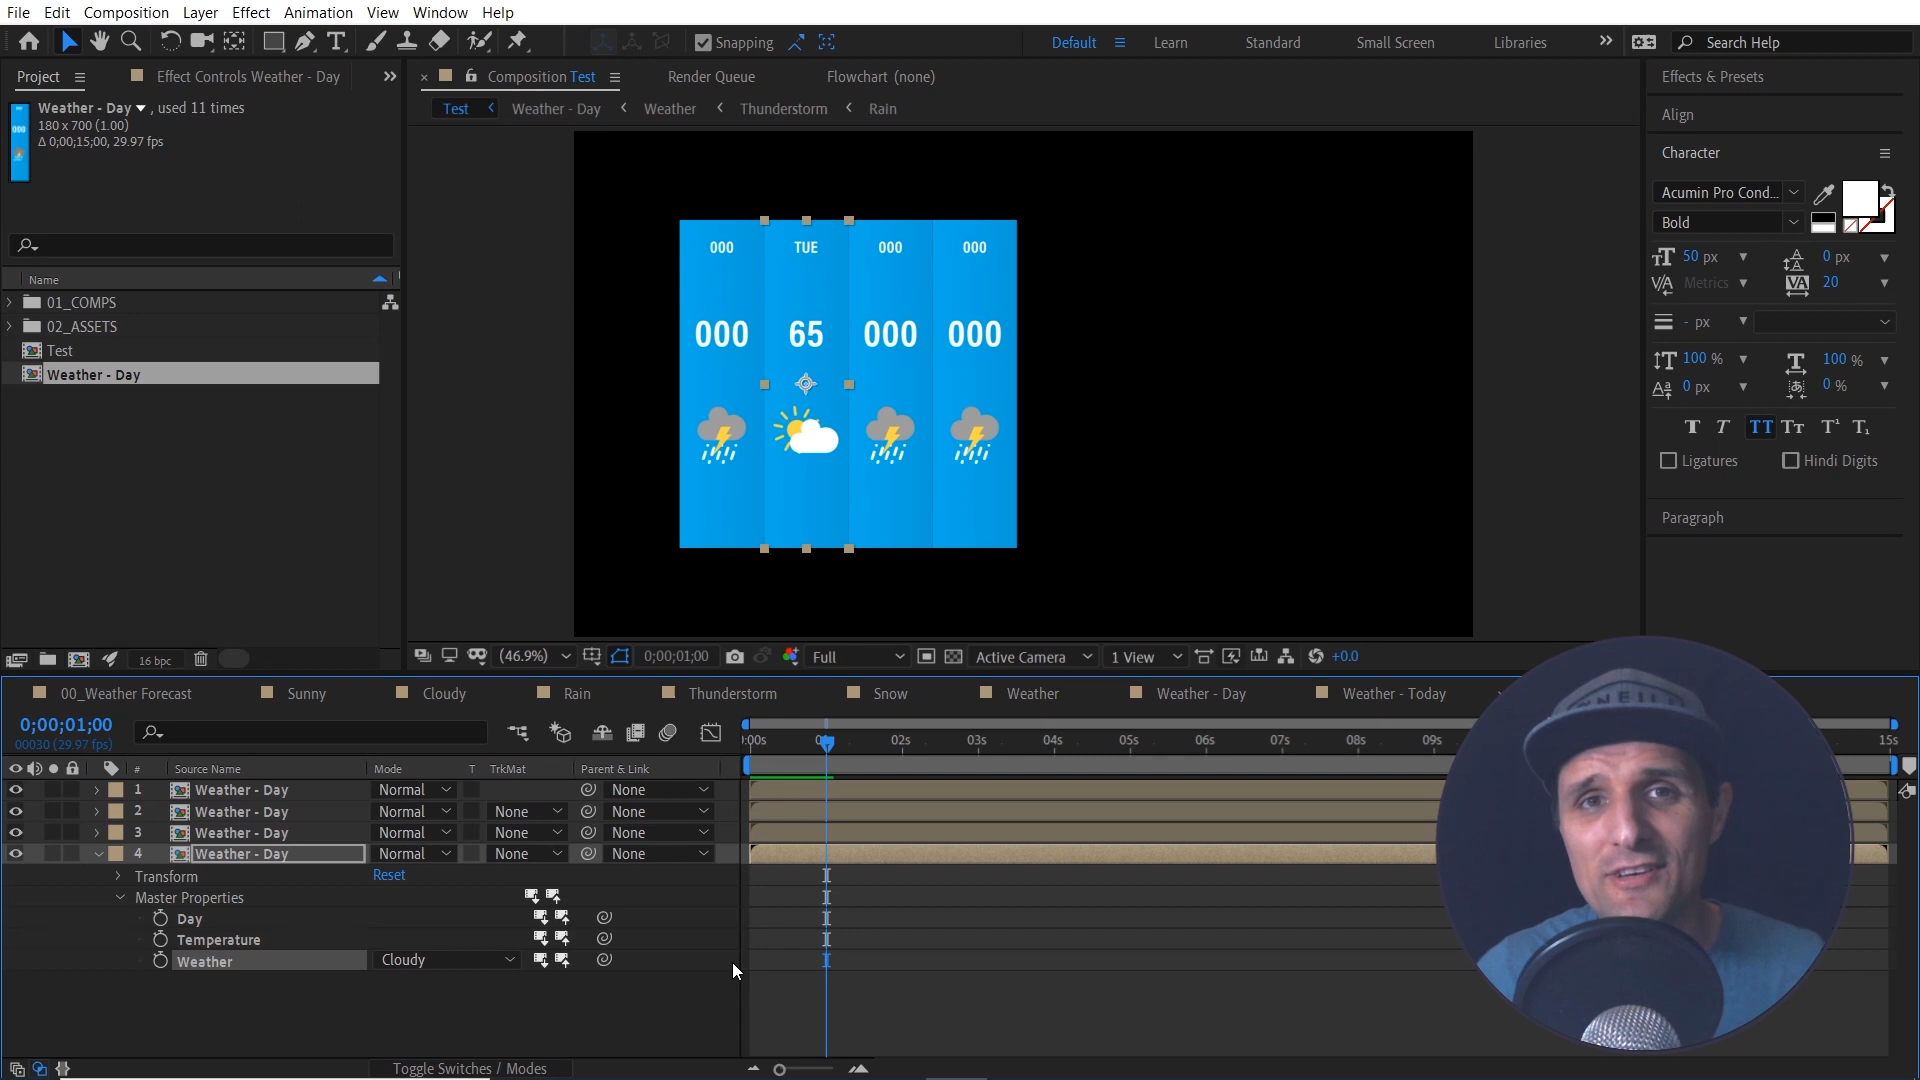 File Edit Composition Layer Effect Animation View Window Help
Snapping Default Learn Standard Small Screen Libraries Search Help
Project Effect Controls Weather - Day
Composition Test Render Queue Flowchart (none)
Effects & Presets
Weather - Day , used 11 times
180 x 700 (1.00)
Δ 0;00;15;00, 29.97 fps
Test Weather - Day Weather Thunderstorm Rain
Align
Character
Acumin Pro Cond...
Bold
50 px 0 px
Metrics 20
- px
100 % 100 %
0 px 0 %
Ligatures Hindi Digits
Paragraph
Name
01_COMPS
02_ASSETS
Test
Weather - Day
16 bpc
000 TUE 000 000
000 65 000 000
(46.9%) 0;00;01;00 Full Active Camera 1 View +0.0
00_Weather Forecast Sunny Cloudy Rain Thunderstorm Snow Weather Weather - Day Weather - Today
0;00;01;00
00030 (29.97 fps)
02s 03s 04s 05s 06s 07s 08s 09s 15s
# Source Name Mode T TrkMat Parent & Link
1 Weather - Day Normal None
2 Weather - Day Normal None None
3 Weather - Day Normal None None
4 Weather - Day Normal None None
Transform Reset
Master Properties
Day
Temperature
Weather Cloudy
Toggle Switches / Modes